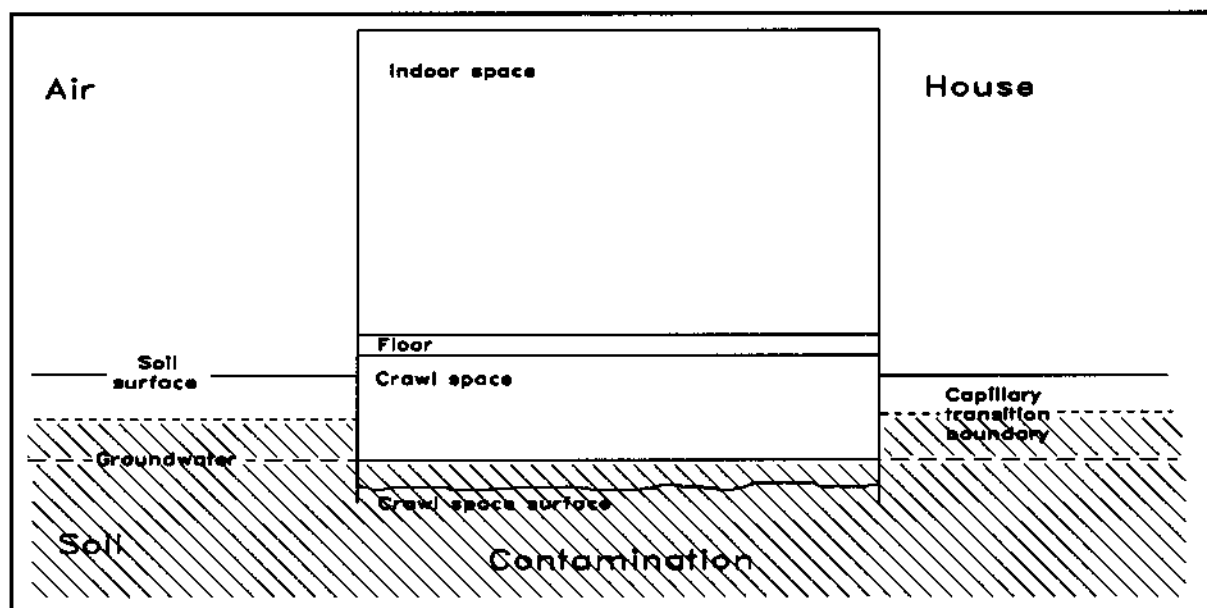 Indoor space
Air
House
Floor
Soil
surface
Crawl space
Capillary
transition
boundary
Groundwater
Crawl space surface
Soil
Contamination